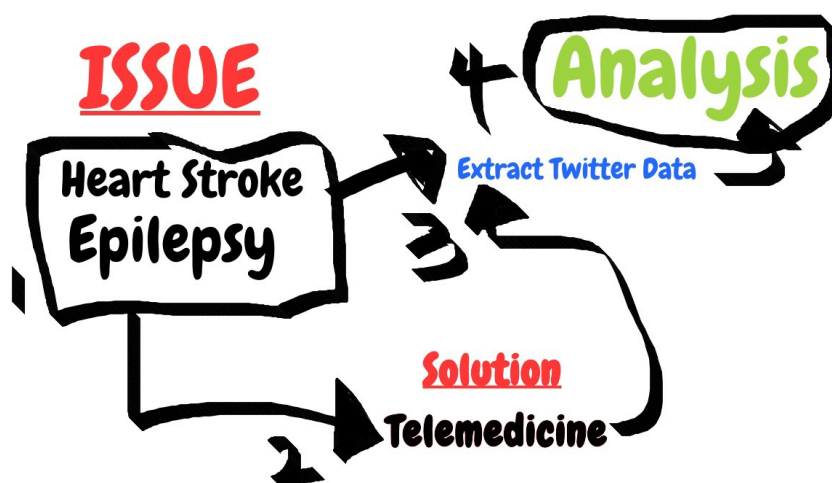 ISSUE
4 Analysis
Heart Stroke
Epilepsy
Extract Twitter Data
3
1
Solution
Telemedicine
2